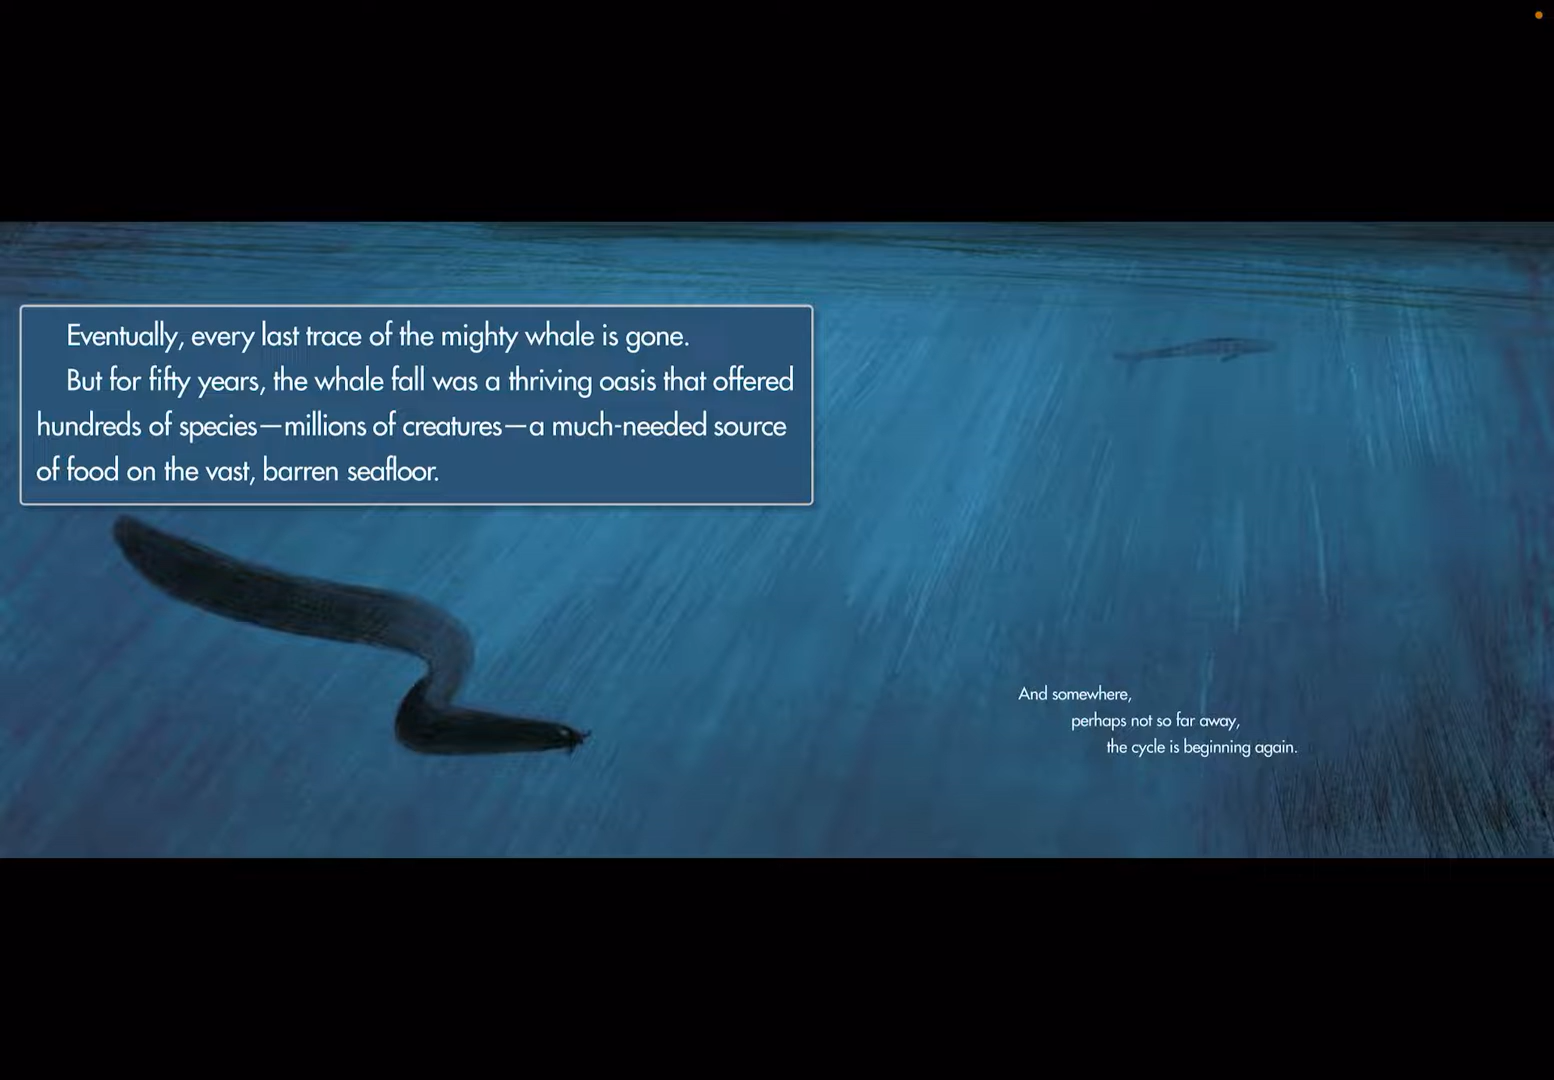 Eventually, every last trace of the mighty whale is gone.
But for fifty years, the whale fall was a thriving oasis that offered
hundreds of species—millions of creatures—a much-needed source
of food on the vast, barren seafloor.
And somewhere,
perhaps not so far away,
the cycle is beginning again.